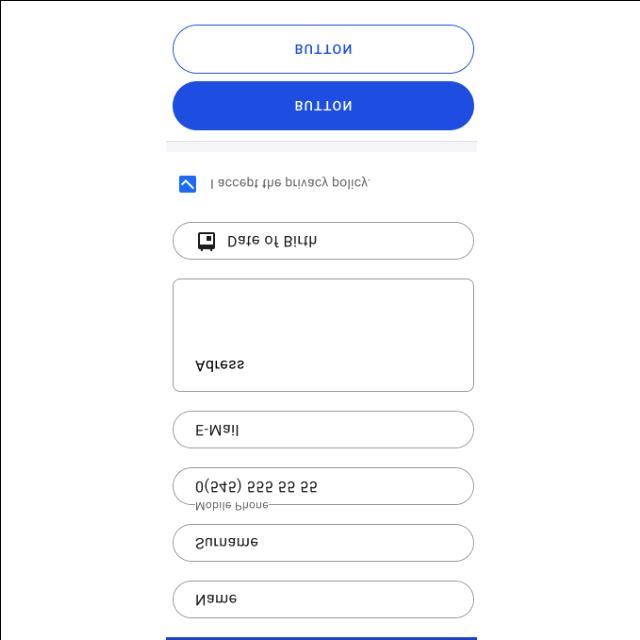 Name
Surname
Mobile Phone
0(545) 555 55 55
E-Mail
Adress
Date of Birth
I accept the privacy policy.
BUTTON
BUTTON